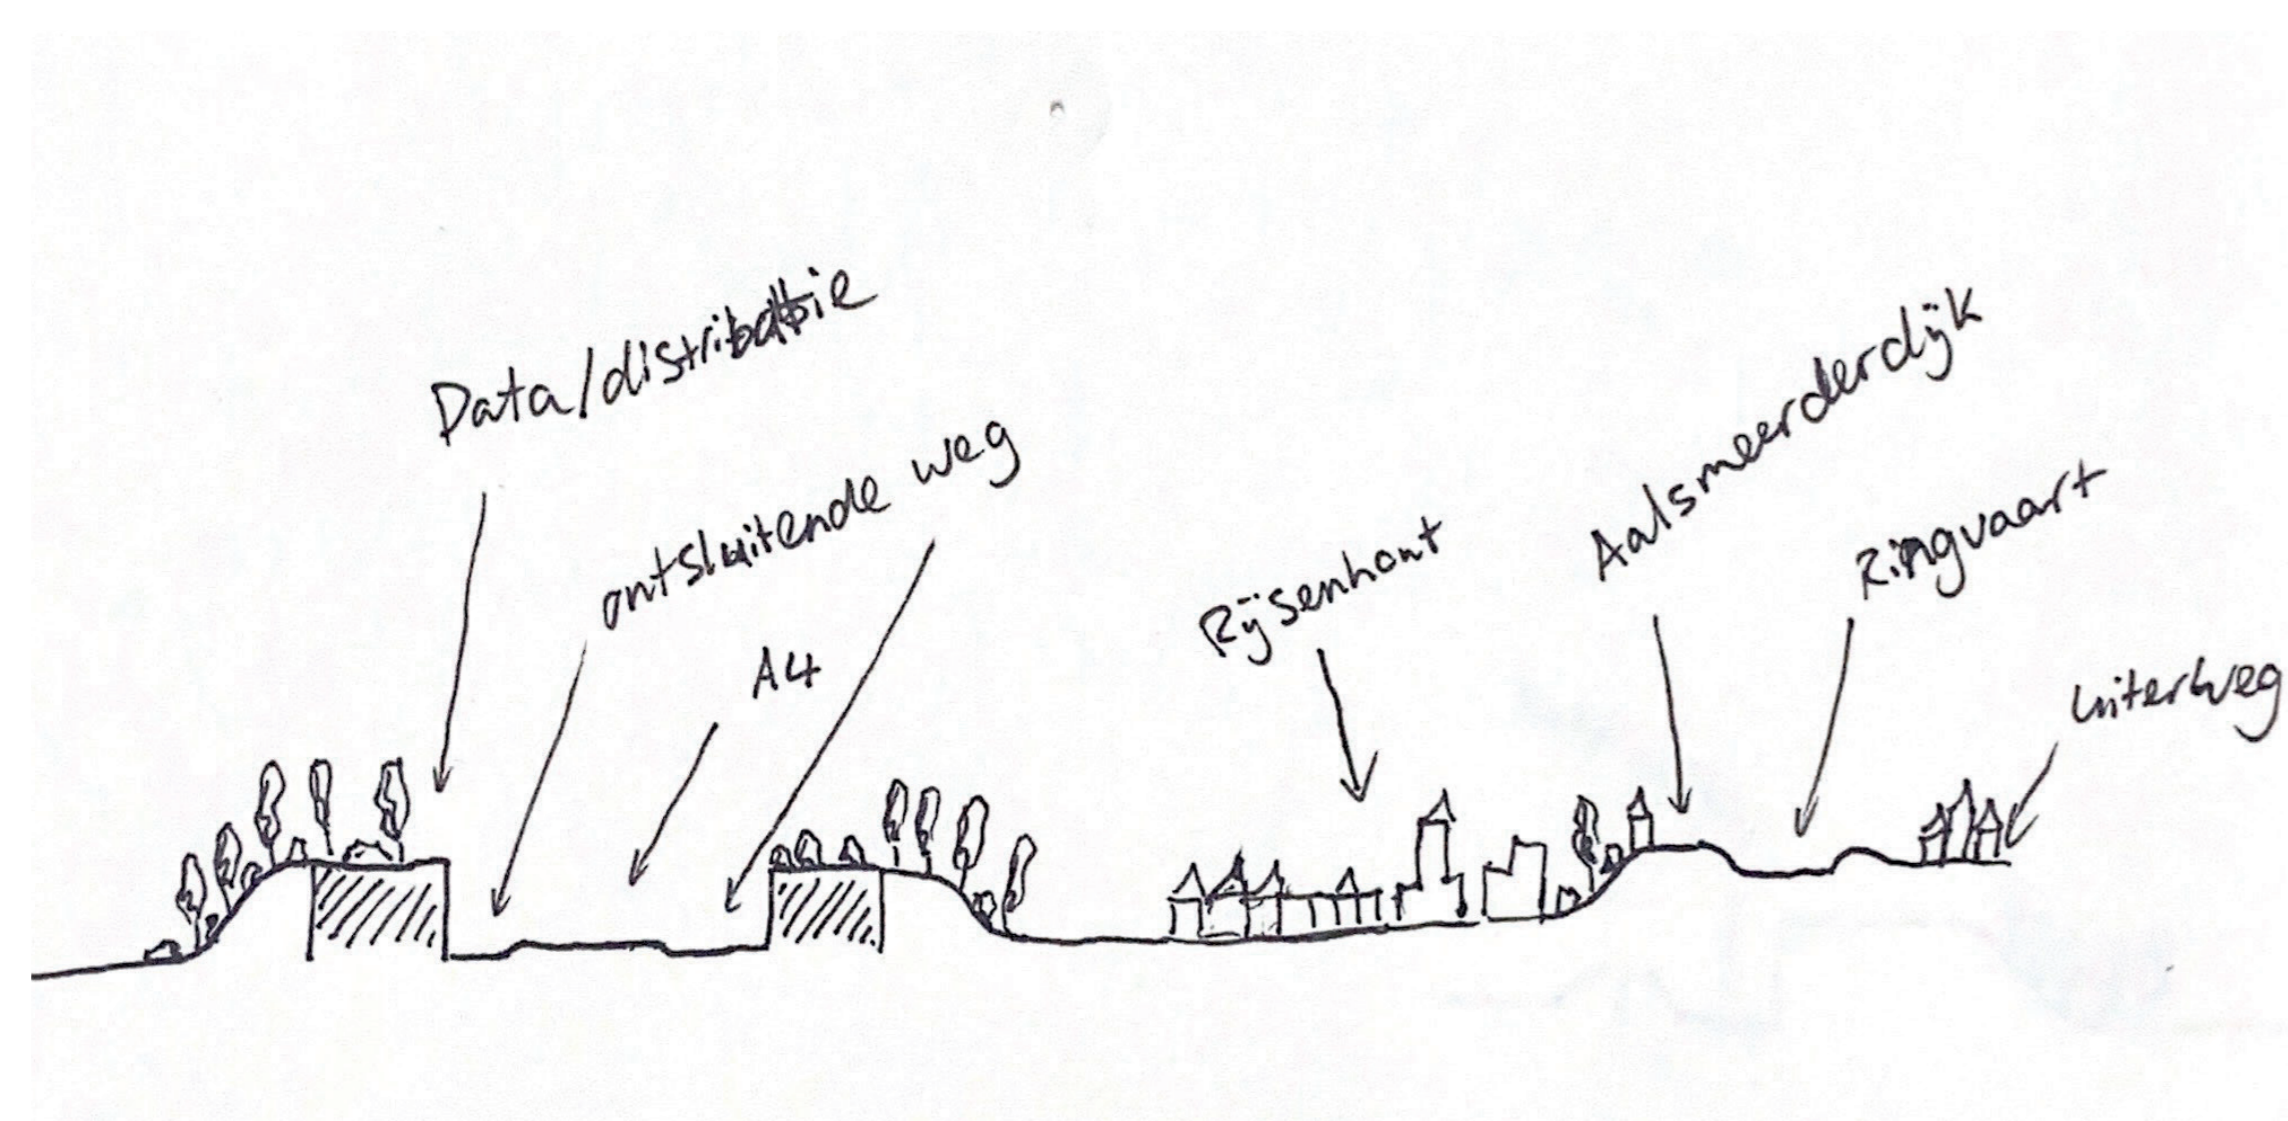 Data/distributie
ontsluitende weg
A4
Rijsenhout
Aalsmeerderdijk
Ringvaart
Uiterweg